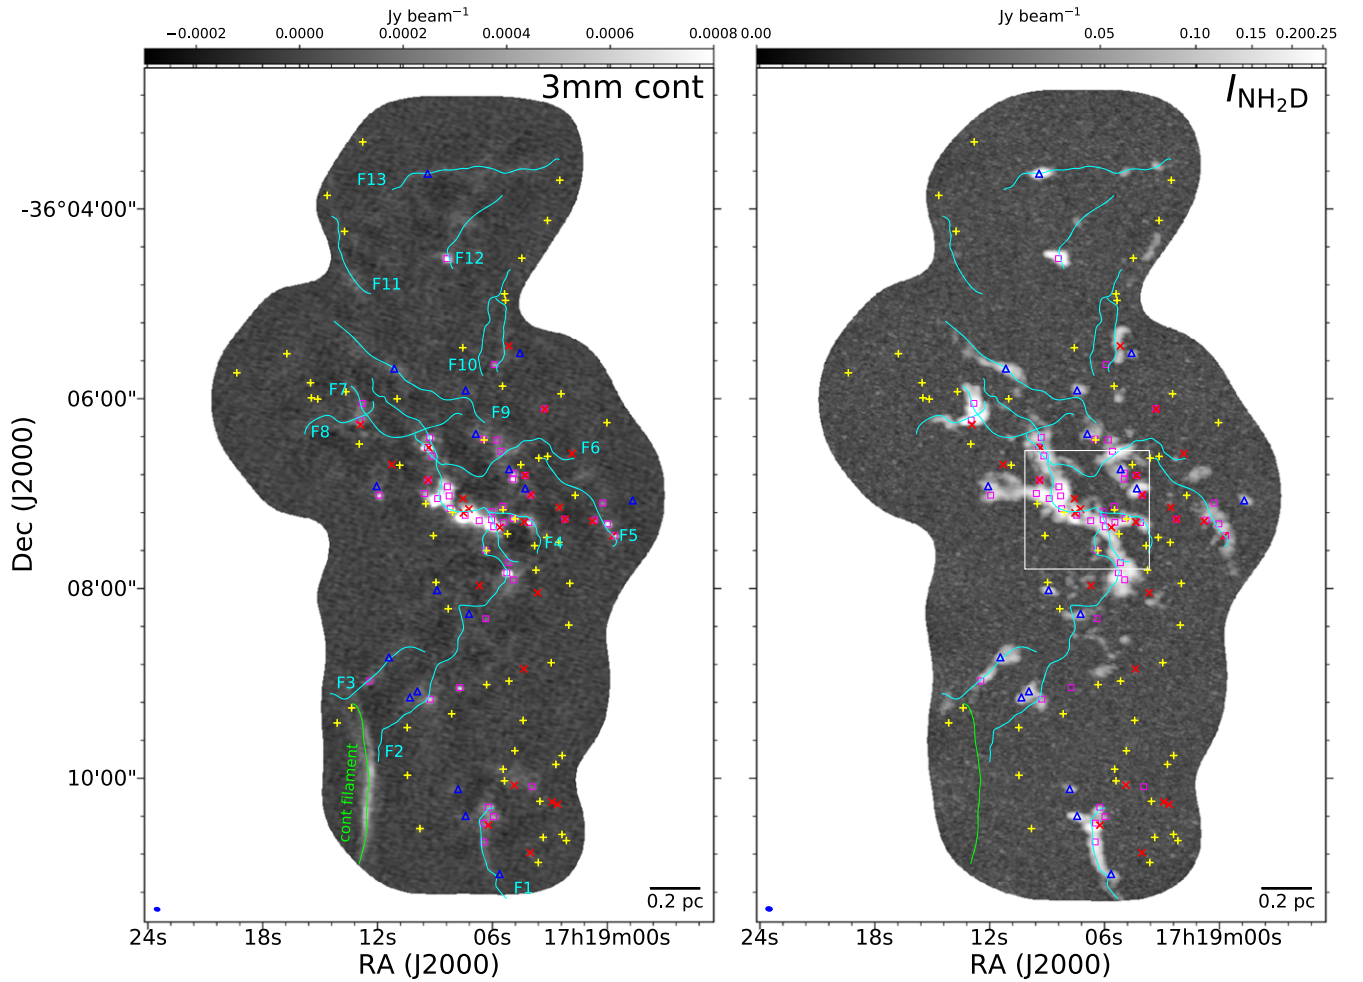 Jy beam−1
−0.0002 0.0000 0.0002 0.0004 0.0006 0.0008
3mm cont
F13
F12
F11
F10
F7
F9
F8
F6
F5
F4
F3
F2
cont filament
F1
0.2 pc
-36°04'00"
06'00"
08'00"
10'00"
Dec (J2000)
24s 18s 12s 06s 17h19m00s
RA (J2000)
Jy beam−1
0.00 0.05 0.10 0.15 0.20 0.25
INH2D
0.2 pc
24s 18s 12s 06s 17h19m00s
RA (J2000)